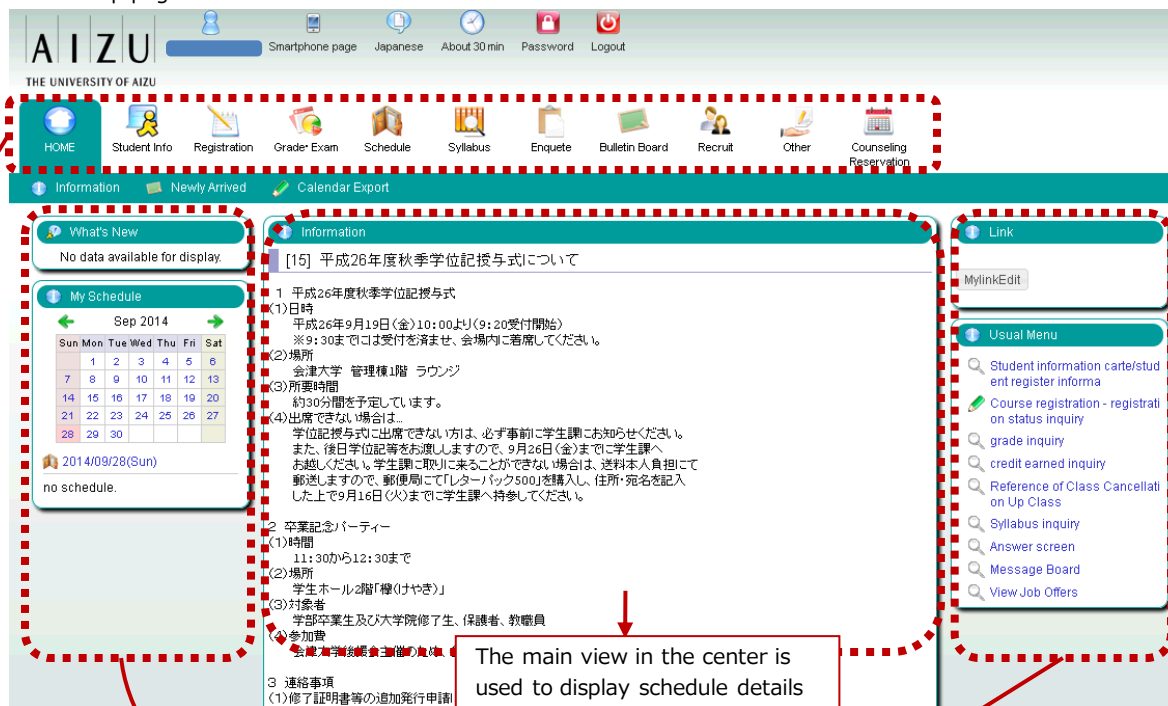 AIZU
THE UNIVERSITY OF AIZU
Smartphone page Japanese About 30 min Password Logout
HOME Student Info Registration Grade・Exam Schedule Syllabus Enquete Bulletin Board Recruit Other Counseling Reservation
Information Newly Arrived Calendar Export
What's New
No data available for display.
My Schedule
Sep 2014
Sun Mon Tue Wed Thu Fri Sat
1 2 3 4 5 6
7 8 9 10 11 12 13
14 15 16 17 18 19 20
21 22 23 24 25 26 27
28 29 30
2014/09/28(Sun)
no schedule.
Information
[15] 平成26年度秋季学位記授与式について
1 平成26年度秋季学位記授与式
(1)日時
平成26年9月19日(金)10:00より(9:20受付開始)
※9:30までには受付を済ませ、会場内に着席してください。
(2)場所
会津大学 管理棟1階 ラウンジ
(3)所要時間
約30分間を予定しています。
(4)出席できない場合は…
学位記授与式に出席できない方は、必ず事前に学生課にお知らせください。
また、後日学位記等をお渡ししますので、9月26日(金)までに学生課へ
お越しください。学生課に取りに来ることができない場合は、送料本人負担にて
郵送しますので、郵便局にて「レターパック500」を購入し、住所・宛名を記入
した上で9月16日(火)までに学生課へ持参してください。
2 卒業記念パーティー
(1)時間
11:30から12:30まで
(2)場所
学生ホール2階「欅(けやき)」
(3)対象者
学部卒業生及び大学院修了生、保護者、教職員
(4)参加費
会津大学後援会主催のため、
3 連絡事項
(1)修了証明書等の追加発行申請
The main view in the center is
used to display schedule details
Link
MylinkEdit
Usual Menu
Student information carte/stud
ent register informa
Course registration - registrati
on status inquiry
grade inquiry
credit earned inquiry
Reference of Class Cancellati
on Up Class
Syllabus inquiry
Answer screen
Message Board
View Job Offers